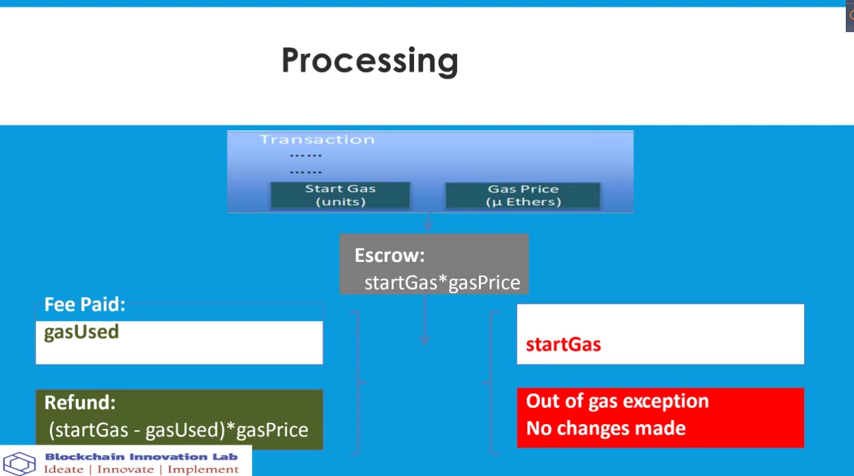 Processing
Transaction
......
......
Start Gas
(units)
Gas Price
(µ Ethers)
Escrow:
startGas*gasPrice
Fee Paid:
gasUsed
Refund:
(startGas - gasUsed)*gasPrice
startGas
Out of gas exception
No changes made
Blockchain Innovation Lab
Ideate | Innovate | Implement